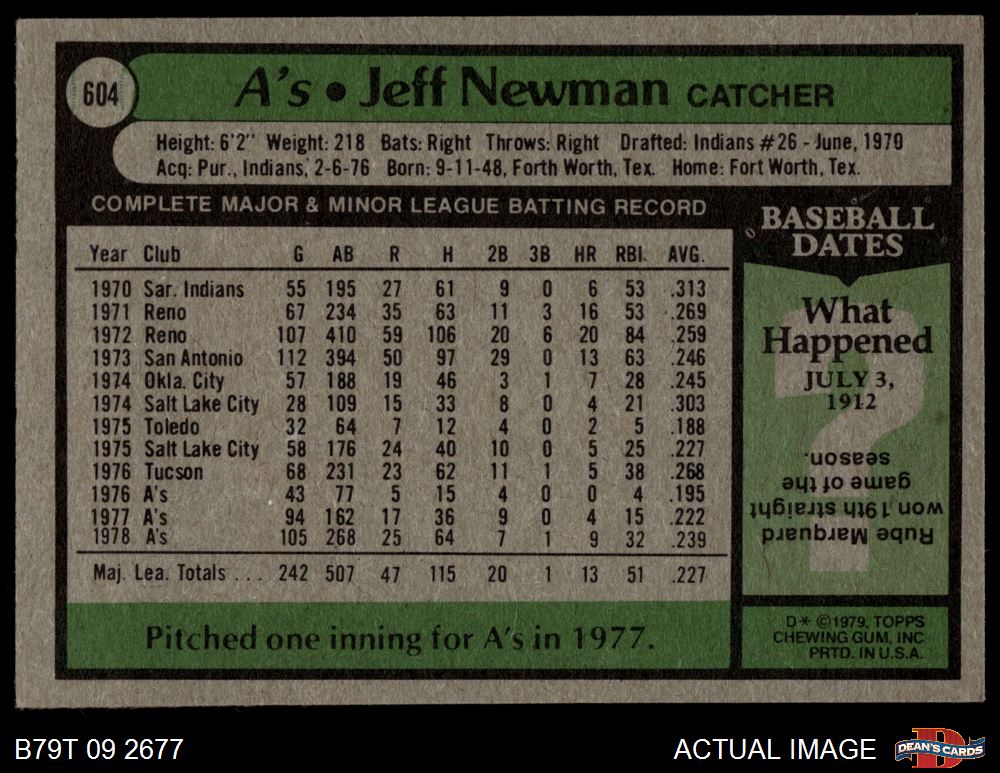 604
A's • Jeff Newman CATCHER
Height: 6'2" Weight: 218 Bats: Right Throws: Right Drafted: Indians #26 - June, 1970
Acq: Pur., Indians, 2-6-76 Born: 9-11-48, Forth Worth, Tex. Home: Fort Worth, Tex.
COMPLETE MAJOR & MINOR LEAGUE BATTING RECORD
Year Club G AB R H 2B 3B HR RBI. AVG.
1970 Sar. Indians 55 195 27 61 9 0 6 53 .313
1971 Reno 67 234 35 63 11 3 16 53 .269
1972 Reno 107 410 59 106 20 6 20 84 .259
1973 San Antonio 112 394 50 97 29 0 13 63 .246
1974 Okla. City 57 188 19 46 3 1 7 28 .245
1974 Salt Lake City 28 109 15 33 8 0 4 21 .303
1975 Toledo 32 64 7 12 4 0 2 5 .188
1975 Salt Lake City 58 176 24 40 10 0 5 25 .227
1976 Tucson 68 231 23 62 11 1 5 38 .268
1976 A's 43 77 5 15 4 0 0 4 .195
1977 A's 94 162 17 36 9 0 4 15 .222
1978 A's 105 268 25 64 7 1 9 32 .239
Maj. Lea. Totals ... 242 507 47 115 20 1 13 51 .227
Pitched one inning for A's in 1977.
BASEBALL
DATES
What
Happened
JULY 3,
1912
Rube Marquard
won 19th straight
game of the
season.
D* ©1979, TOPPS
CHEWING GUM, INC
PRTD. IN U.S.A.
B79T 09 2677
ACTUAL IMAGE
D
DEAN'S CARDS